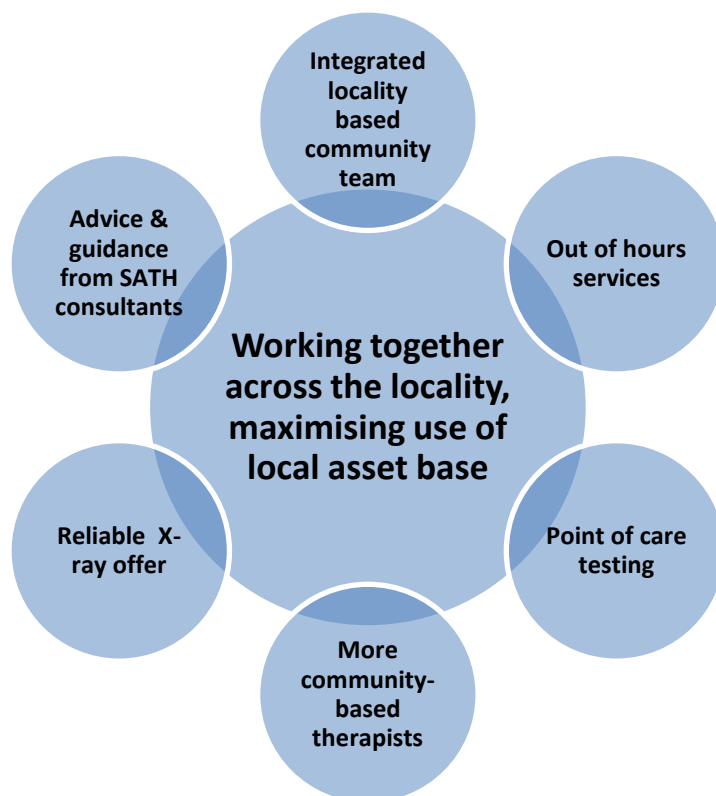 Integrated
locality
based
community
team
Advice &
guidance
from SATH
consultants
Out of hours
services
Working together
across the locality,
maximising use of
local asset base
Reliable X-
ray offer
Point of care
testing
More
community-
based
therapists